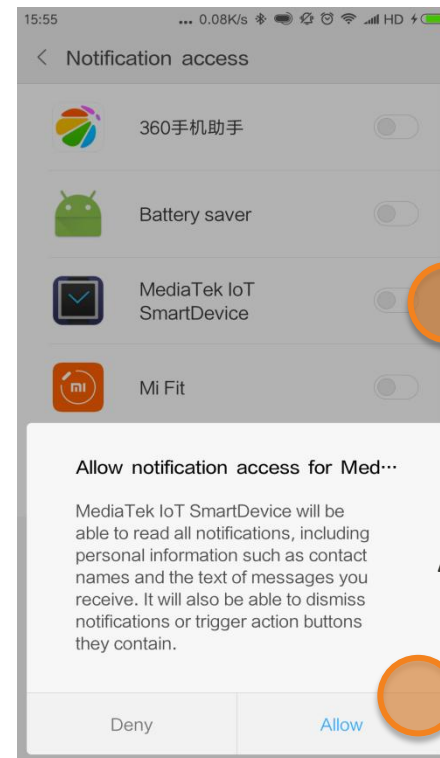 15:55 ... 0.08K/s HD
Notification access
360手机助手
Battery saver
MediaTek IoT
SmartDevice
mi Mi Fit
Allow notification access for Med…
MediaTek IoT SmartDevice will be
able to read all notifications, including
personal information such as contact
names and the text of messages you
receive. It will also be able to dismiss
notifications or trigger action buttons
they contain.
Deny Allow